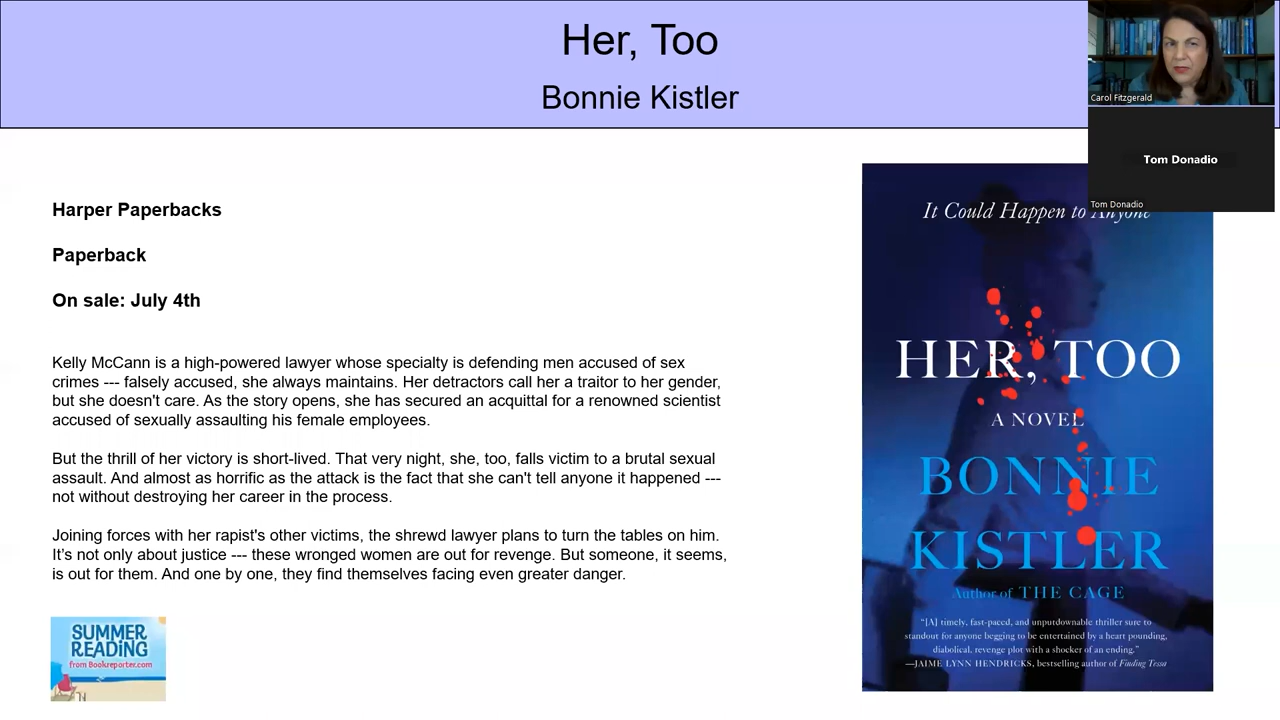 Her, Too
Bonnie Kistler
Carol Fitzgerald
Tom Donadio
Tom Donadio
Harper Paperbacks
Paperback
On sale: July 4th
Kelly McCann is a high-powered lawyer whose specialty is defending men accused of sex
crimes --- falsely accused, she always maintains. Her detractors call her a traitor to her gender,
but she doesn't care. As the story opens, she has secured an acquittal for a renowned scientist
accused of sexually assaulting his female employees.
But the thrill of her victory is short-lived. That very night, she, too, falls victim to a brutal sexual
assault. And almost as horrific as the attack is the fact that she can't tell anyone it happened ---
not without destroying her career in the process.
Joining forces with her rapist's other victims, the shrewd lawyer plans to turn the tables on him.
It’s not only about justice --- these wronged women are out for revenge. But someone, it seems,
is out for them. And one by one, they find themselves facing even greater danger.
SUMMER
READING
from Bookreporter.com
It Could Happen to Anyone
HER, TOO
A NOVEL
BONNIE
KISTLER
Author of THE CAGE
“[A] timely, fast-paced, and unputdownable thriller sure to
standout for anyone begging to be entertained by a heart pounding,
diabolical, revenge plot with a shocker of an ending.”
—JAIME LYNN HENDRICKS, bestselling author of Finding Tessa